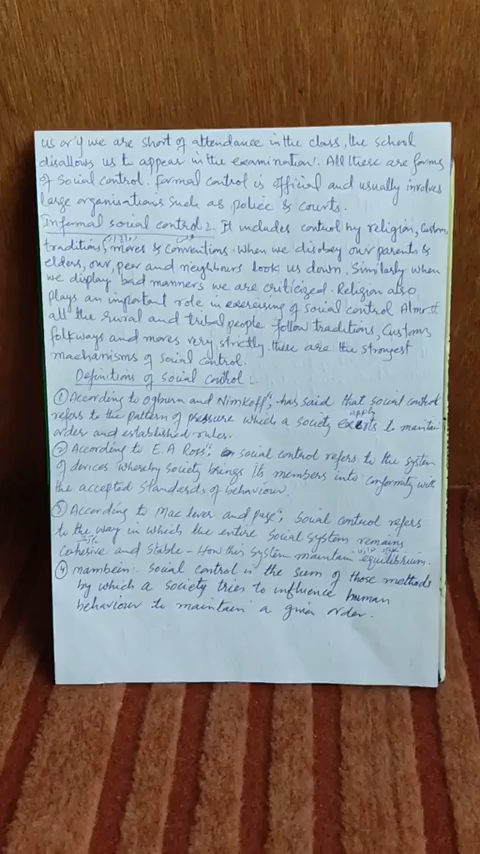 us or if we are short of attendance in the class, the school
disallows us to appear in the examination. All these are forms
of Social control. Formal control is official and usually involves
large organisations such as police & courts.
Informal social control:. It includes control by religion, Custom,
traditions, mores & Conventions. When we disobey our parents &
elders, our peer and neighbours look us down. Similarly when
we display bad manners we are criticized. Religion also
plays an important role in exercising of social control Almost
all the rural and tribal people follow traditions, Customs
folkways and mores very strictly. these are the strongest
machanisms of social control.
Definitions of social control:
① According to Ogburn and Nimkoff; has said that social control
apply
refers to the pattern of pressure which a society exerts to maintain
order and established rules.
② According to E. A Ross: social control refers to the system
of devices whereby society brings its members into conformity with
the accepted standards of behaviour.
③ According to Mac Iver and page; Social control refers
to the way in which the entire Social system remains
Cohesive and Stable - How this system maintain equilibrium.
④ mambein: Social control is the sum of those methods
by which a society tries to influence human
behaviour to maintain a given order.